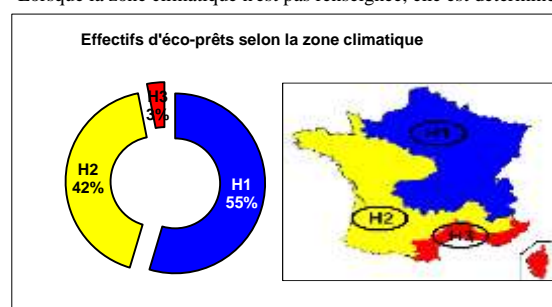 Lorsque la zone climatique n'est pas renseignée, elle est déterminé
Effectifs d'éco-prêts selon la zone climatique
H3
3%
H2
42%
H1
55%
H1
H2
H3